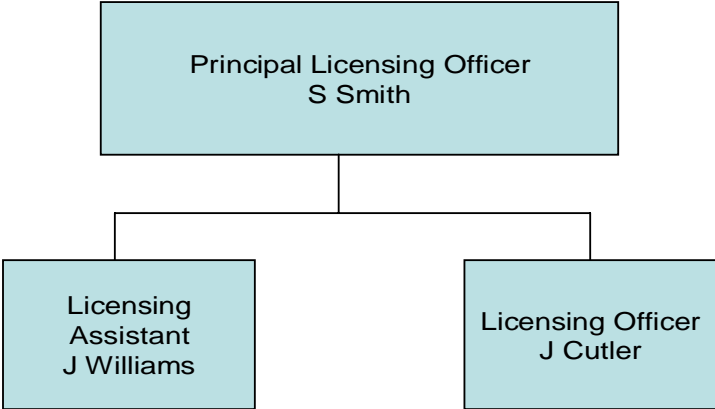 Principal Licensing Officer
S Smith
Licensing
Assistant
J Williams
Licensing Officer
J Cutler